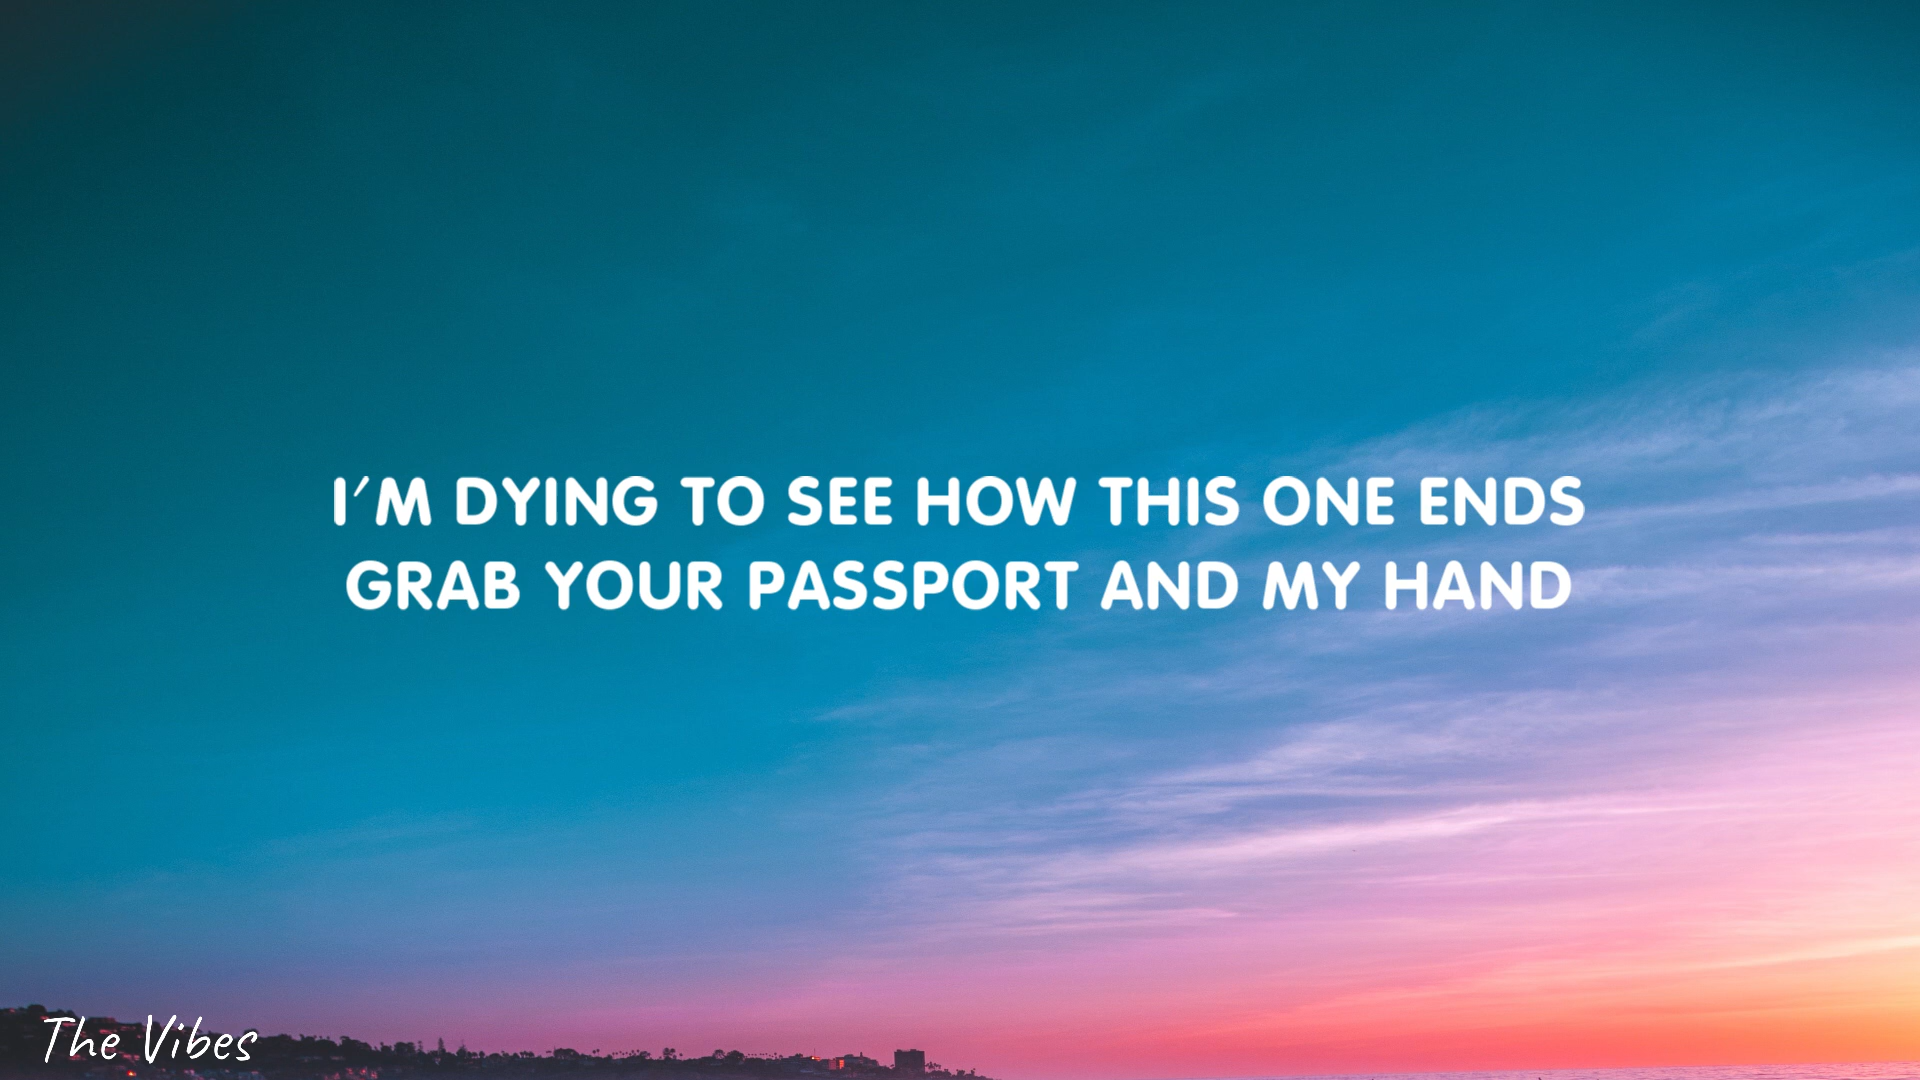 I'M DYING TO SEE HOW THIS ONE ENDS
GRAB YOUR PASSPORT AND MY HAND
The Vibes